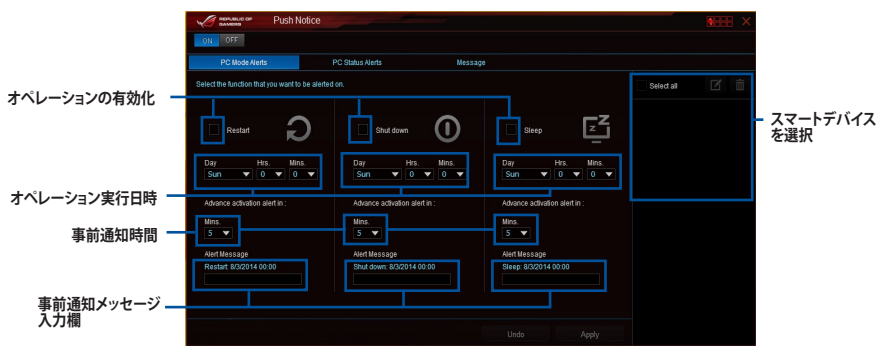 REPUBLIC OF
GAMERS
Push Notice
ON OFF
PC Mode Alerts
PC Status Alerts
Message
Select the function that you want to be alerted on.
Select all
オペレーションの有効化
スマートデバイス
を選択
Restart
Shut down
Sleep
Day Hrs. Mins.
Sun 0 0
Day Hrs. Mins.
Sun 0 0
Day Hrs. Mins.
Sun 0 0
オペレーション実行日時
Advance activation alert in :
Advance activation alert in :
Advance activation alert in :
事前通知時間
Mins.
5
Mins.
5
Mins.
5
Alert Message
Restart: 8/3/2014 00:00
Alert Message
Shut down: 8/3/2014 00:00
Alert Message
Sleep: 8/3/2014 00:00
事前通知メッセージ
入力欄
Undo
Apply